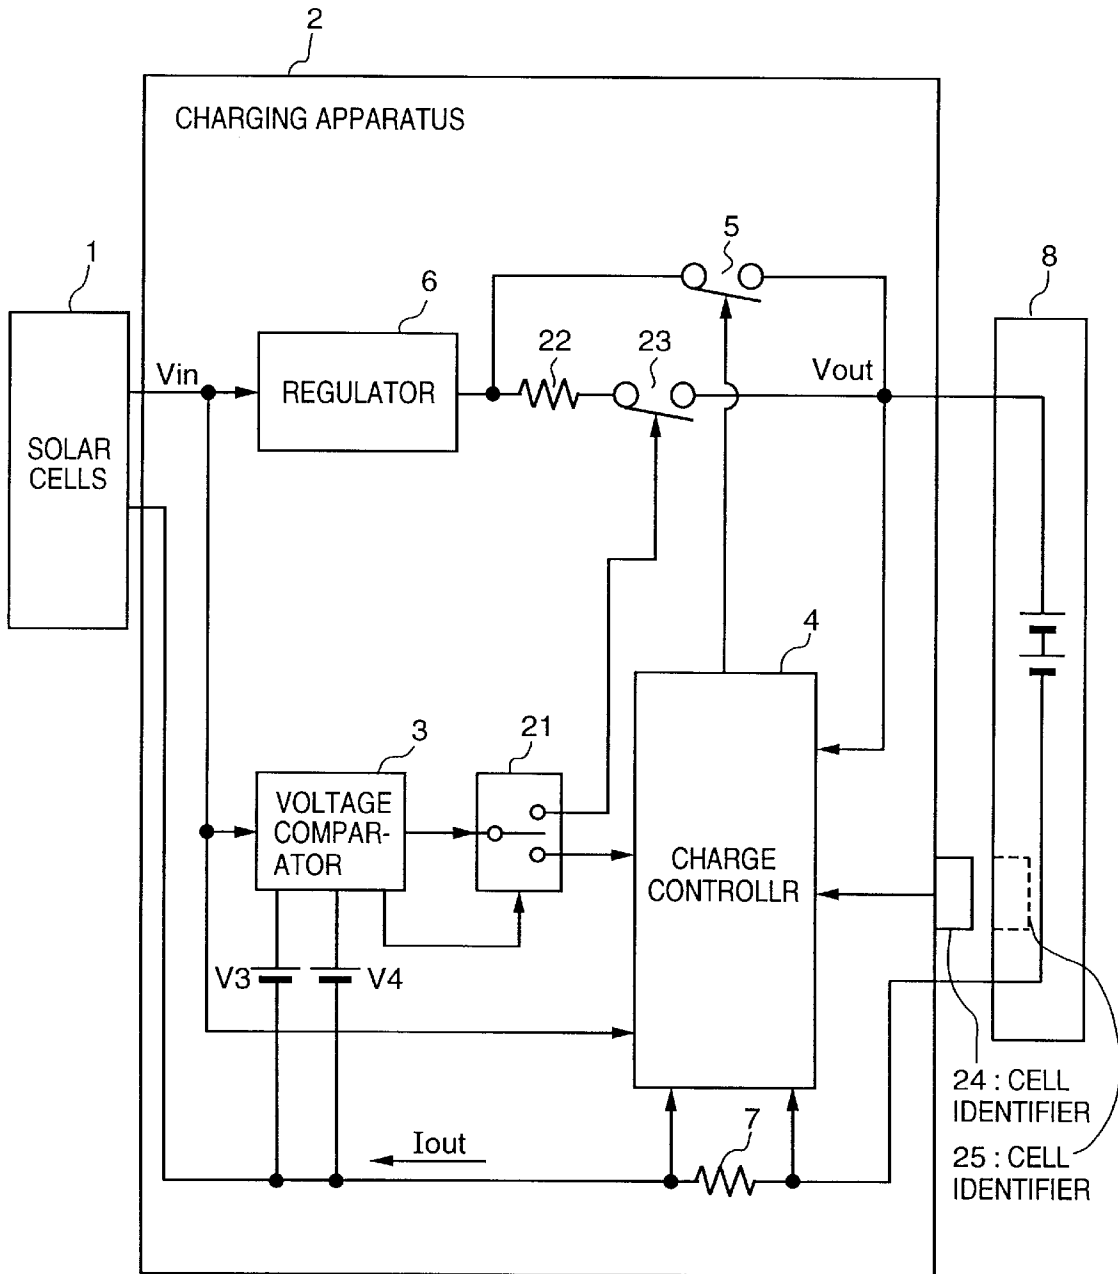 2
CHARGING APPARATUS
1
5
8
6
22
23
Vin
Vout
REGULATOR
SOLAR
CELLS
4
3
21
VOLTAGE
COMPAR-
ATOR
CHARGE
CONTROLLR
V3
V4
24 : CELL
IDENTIFIER
7
Iout
25 : CELL
IDENTIFIER